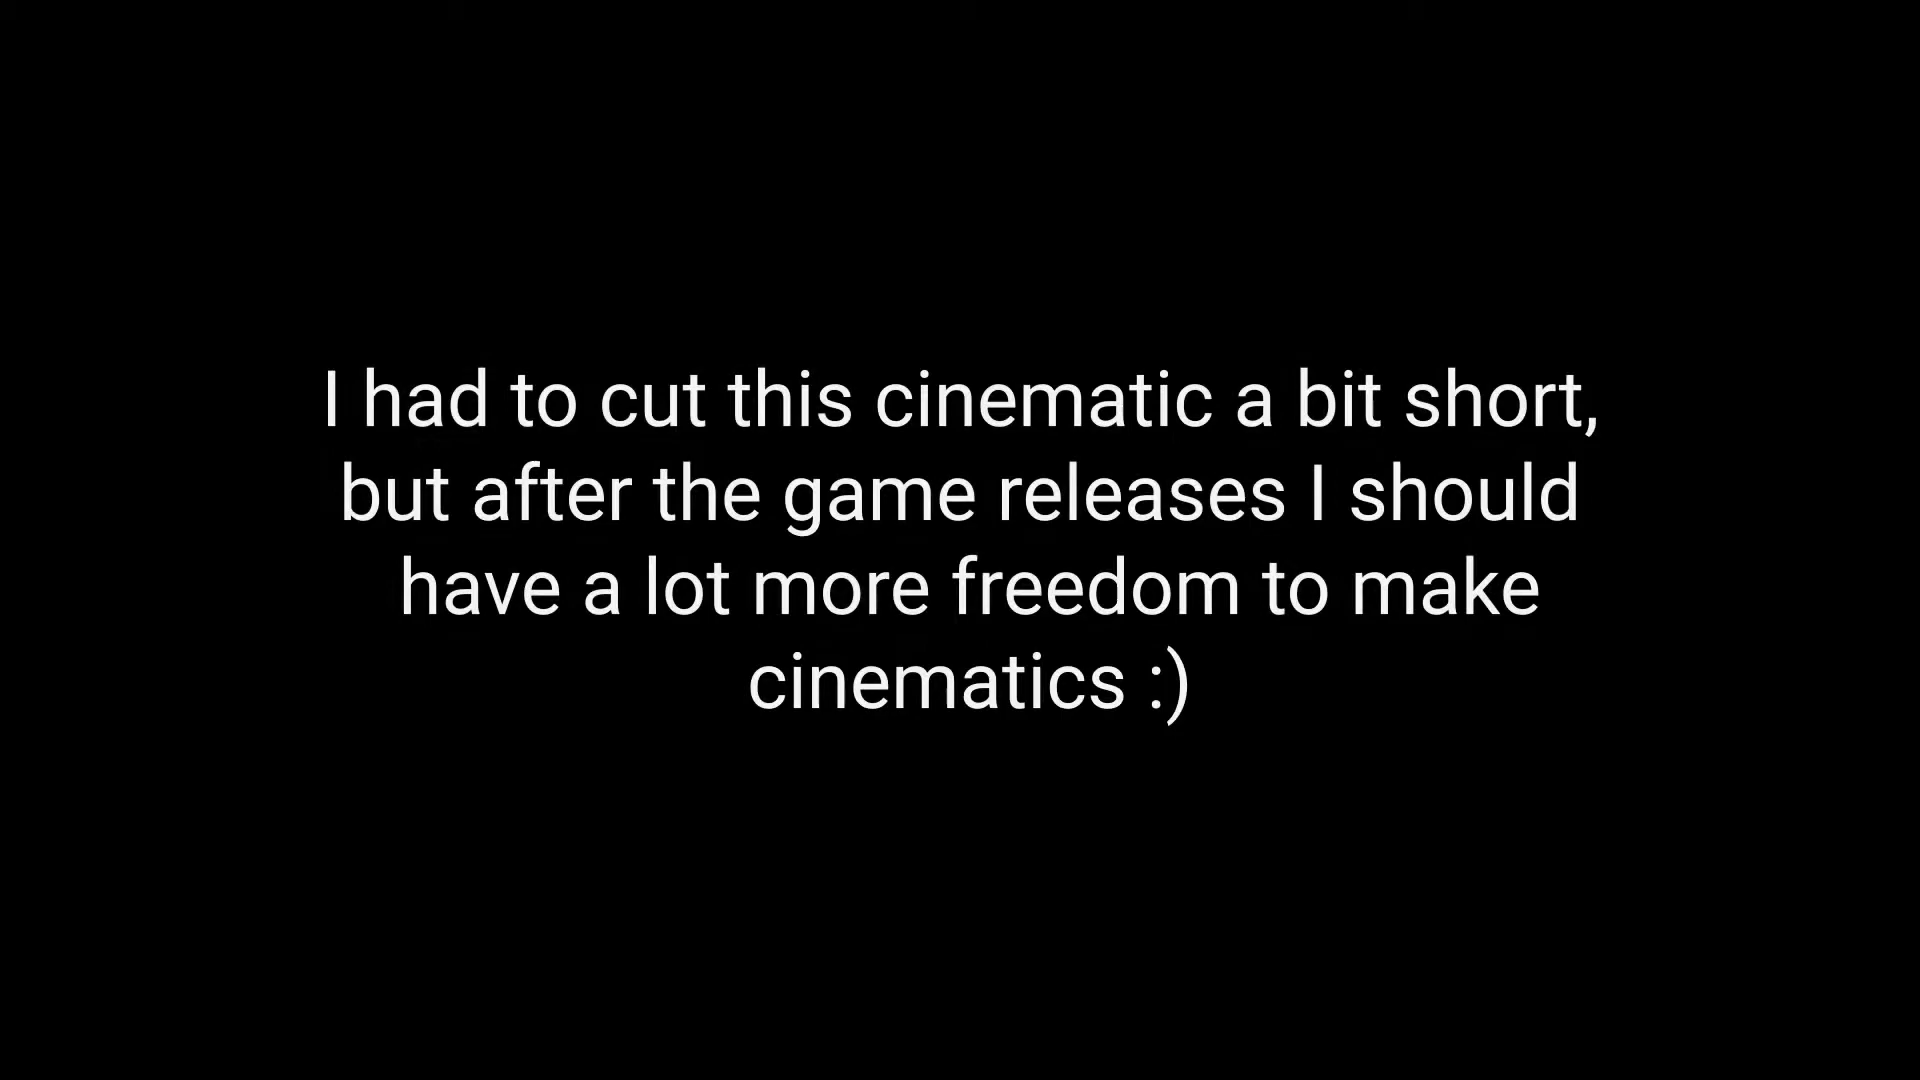 I had to cut this cinematic a bit short,
but after the game releases I should
have a lot more freedom to make
cinematics :)